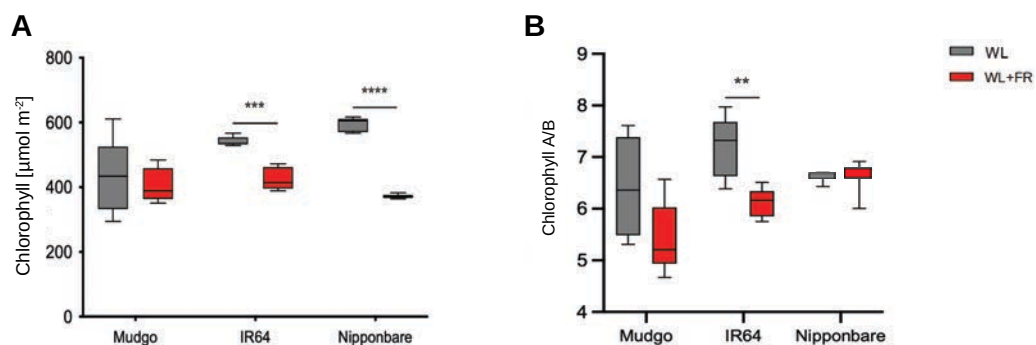 A
Chlorophyll [µmol m⁻²]
800
600
400
200
0
***
****
Mudgo IR64 Nipponbare
B
Chlorophyll A/B
9
8
7
6
5
4
**
Mudgo IR64 Nipponbare
WL
WL+FR